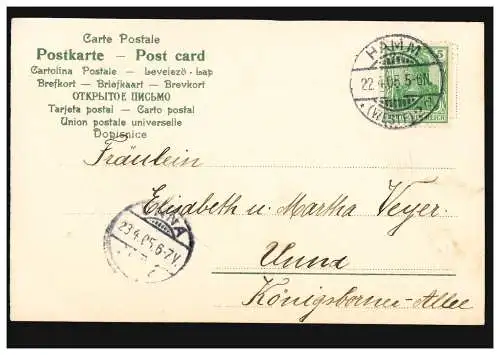 Carte Postale
Postkarte — Post card
Cartolina Postale — Levelező-Lap
Brefkort — Briefkaart — Brevkort
ОТКРЫТОЕ ПИСЬМО
Tarjeta postal — Carto postal
Union postale universelle
Dopisnice
HAMM
22.4.05 5-6N.
* (WESTF.)
5
Fräulein
Elisabeth u. Martha Veyer.
UNNA
23.4.05. 6-7V.
Unna
Königsborner-Allee